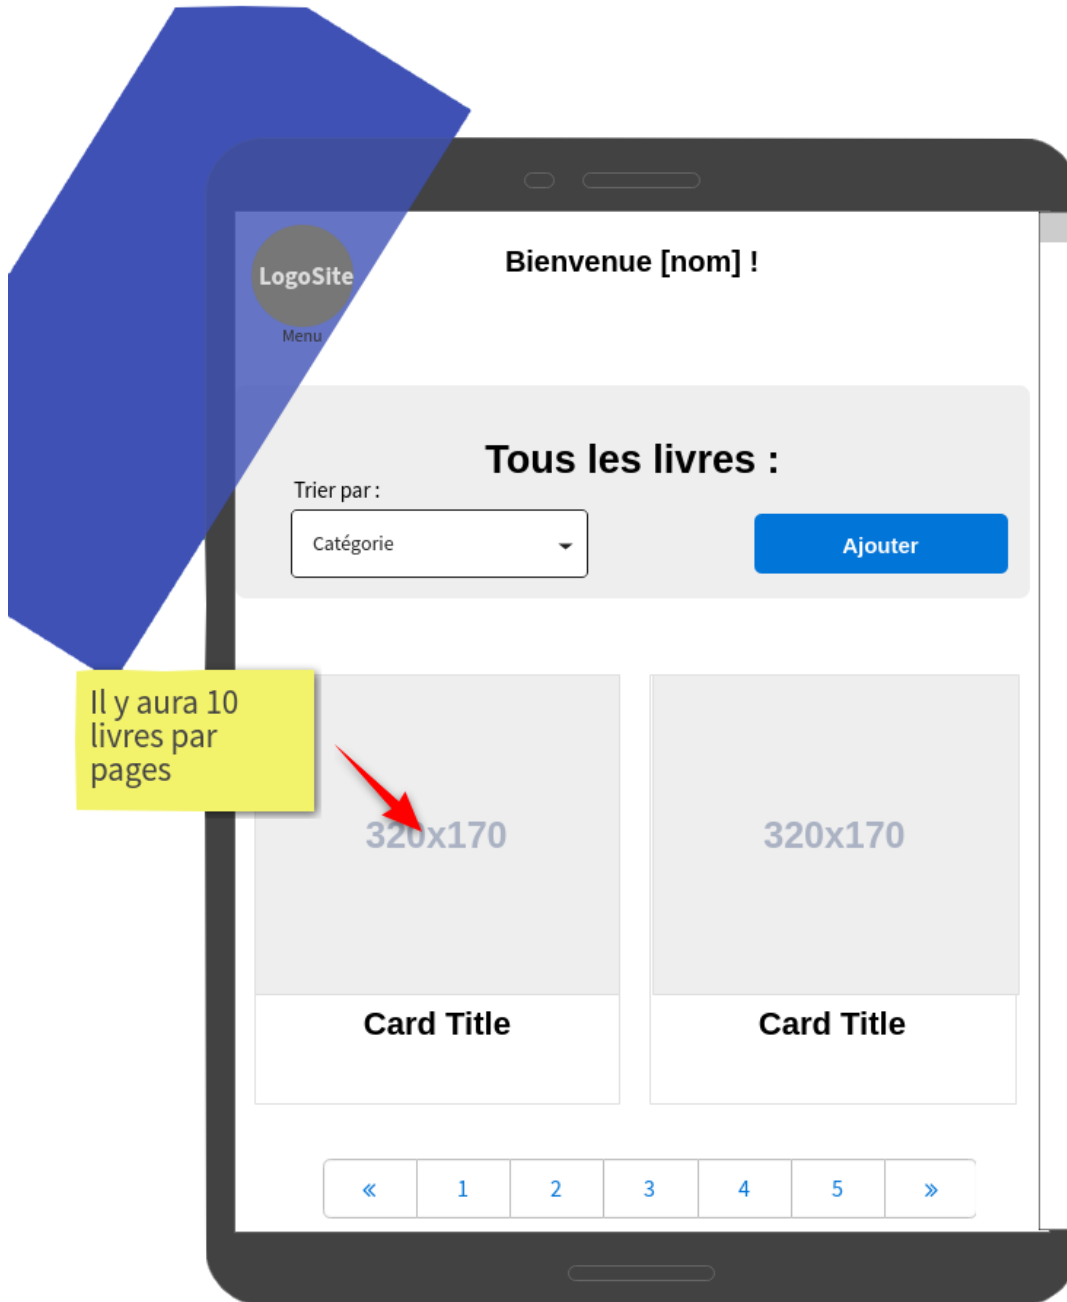 LogoSite
Menu
Bienvenue [nom] !
Tous les livres :
Trier par :
Catégorie
Ajouter
Il y aura 10
livres par
pages
320x170
320x170
Card Title
Card Title
« 1 2 3 4 5 »